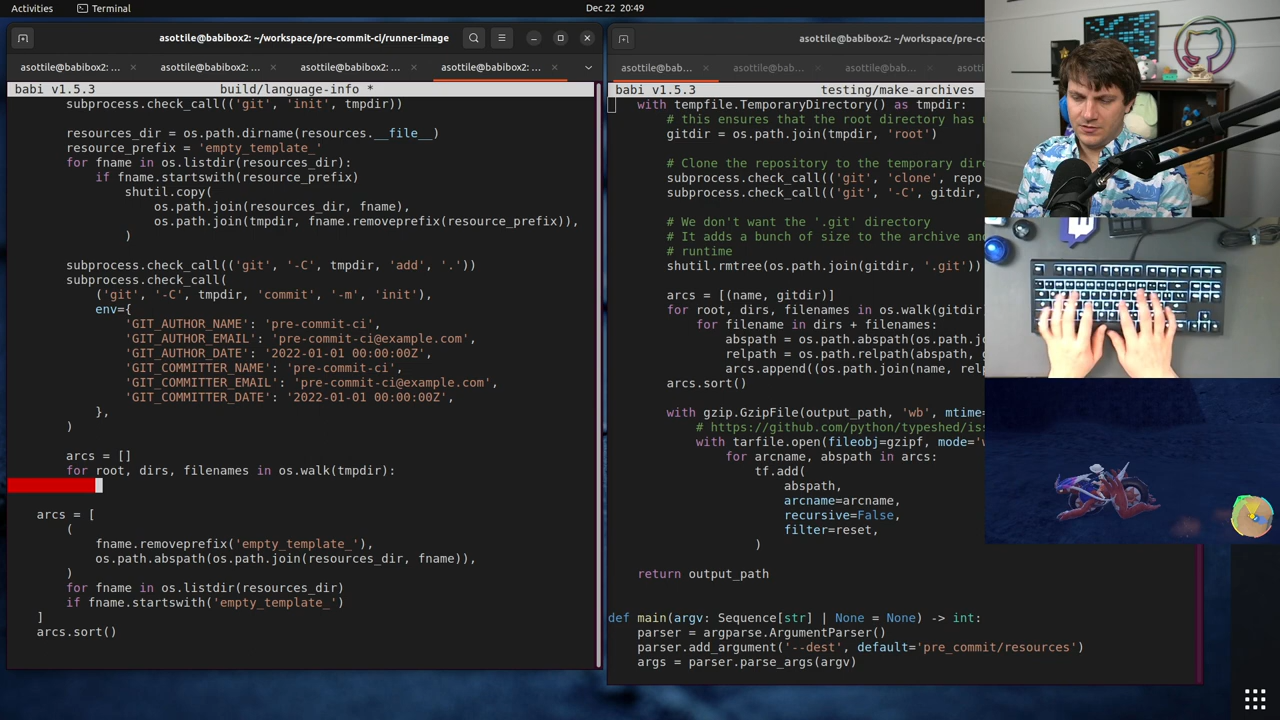 Activities
Terminal
Dec 22 20:49
asottile@babibox2: ~/workspace/pre-commit-ci/runner-image
asottile@babibox2: ...
asottile@babibox2: ...
asottile@babibox2: ...
asottile@babibox2: ...
babi v1.5.3 build/language-info *
subprocess.check_call(('git', 'init', tmpdir))
resources_dir = os.path.dirname(resources.__file__)
resource_prefix = 'empty_template_'
for fname in os.listdir(resources_dir):
if fname.startswith(resource_prefix)
shutil.copy(
os.path.join(resources_dir, fname),
os.path.join(tmpdir, fname.removeprefix(resource_prefix)),
)
subprocess.check_call(('git', '-C', tmpdir, 'add', '.'))
subprocess.check_call(
('git', '-C', tmpdir, 'commit', '-m', 'init'),
env={
'GIT_AUTHOR_NAME': 'pre-commit-ci',
'GIT_AUTHOR_EMAIL': 'pre-commit-ci@example.com',
'GIT_AUTHOR_DATE': '2022-01-01 00:00:00Z',
'GIT_COMMITTER_NAME': 'pre-commit-ci',
'GIT_COMMITTER_EMAIL': 'pre-commit-ci@example.com',
'GIT_COMMITTER_DATE': '2022-01-01 00:00:00Z',
},
)
arcs = []
for root, dirs, filenames in os.walk(tmpdir):
arcs = [
(
fname.removeprefix('empty_template_'),
os.path.abspath(os.path.join(resources_dir, fname)),
)
for fname in os.listdir(resources_dir)
if fname.startswith('empty_template_')
]
arcs.sort()
asottile@babibox2: ~/workspace/pre-co
asottile@bab...
asottile@bab...
asottile@bab...
asott
babi v1.5.3 testing/make-archives
with tempfile.TemporaryDirectory() as tmpdir:
# this ensures that the root directory has
gitdir = os.path.join(tmpdir, 'root')
# Clone the repository to the temporary dir
subprocess.check_call(('git', 'clone', repo
subprocess.check_call(('git', '-C', gitdir,
# We don't want the '.git' directory
# It adds a bunch of size to the archive and
# runtime
shutil.rmtree(os.path.join(gitdir, '.git'))
arcs = [(name, gitdir)]
for root, dirs, filenames in os.walk(gitdir
for filename in dirs + filenames:
abspath = os.path.abspath(os.path.jo
relpath = os.path.relpath(abspath, g
arcs.append((os.path.join(name, relp
arcs.sort()
with gzip.GzipFile(output_path, 'wb', mtime=
# https://github.com/python/typeshed/iss
with tarfile.open(fileobj=gzipf, mode='w
for arcname, abspath in arcs:
tf.add(
abspath,
arcname=arcname,
recursive=False,
filter=reset,
)
return output_path
def main(argv: Sequence[str] | None = None) -> int:
parser = argparse.ArgumentParser()
parser.add_argument('--dest', default='pre_commit/resources')
args = parser.parse_args(argv)